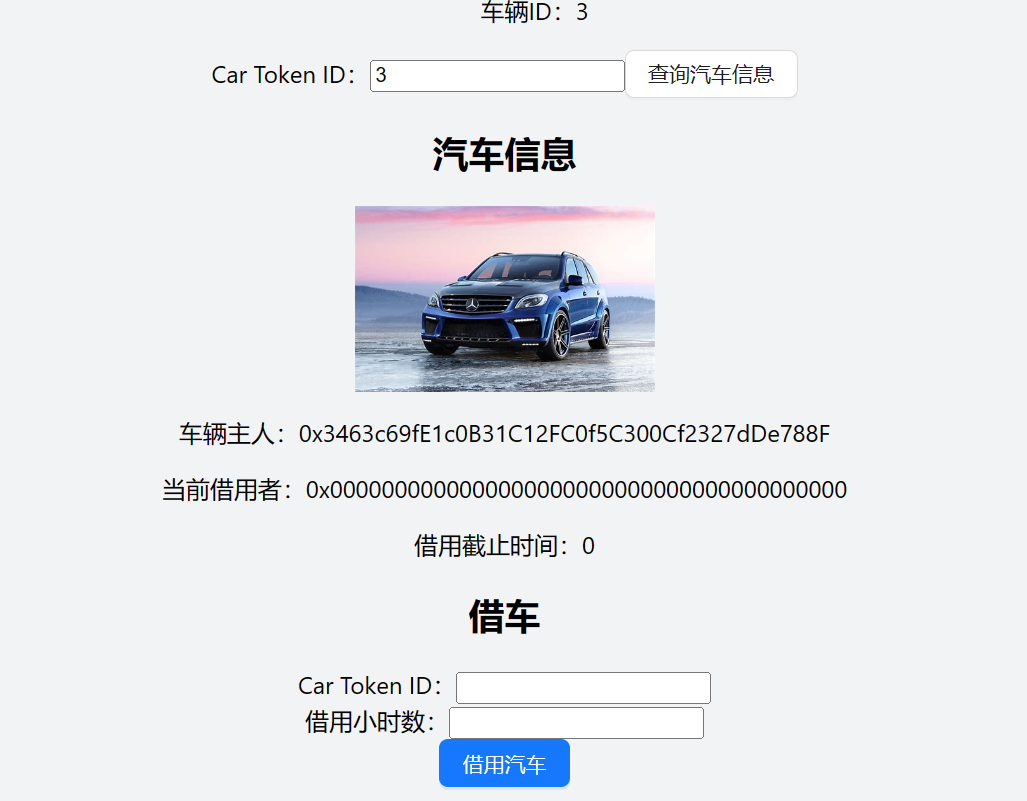 车辆ID：3
Car Token ID：3 查询汽车信息
汽车信息
车辆主人：0x3463c69fE1c0B31C12FC0f5C300Cf2327dDe788F
当前借用者：0x0000000000000000000000000000000000000000
借用截止时间：0
借车
Car Token ID：
借用小时数：
借用汽车